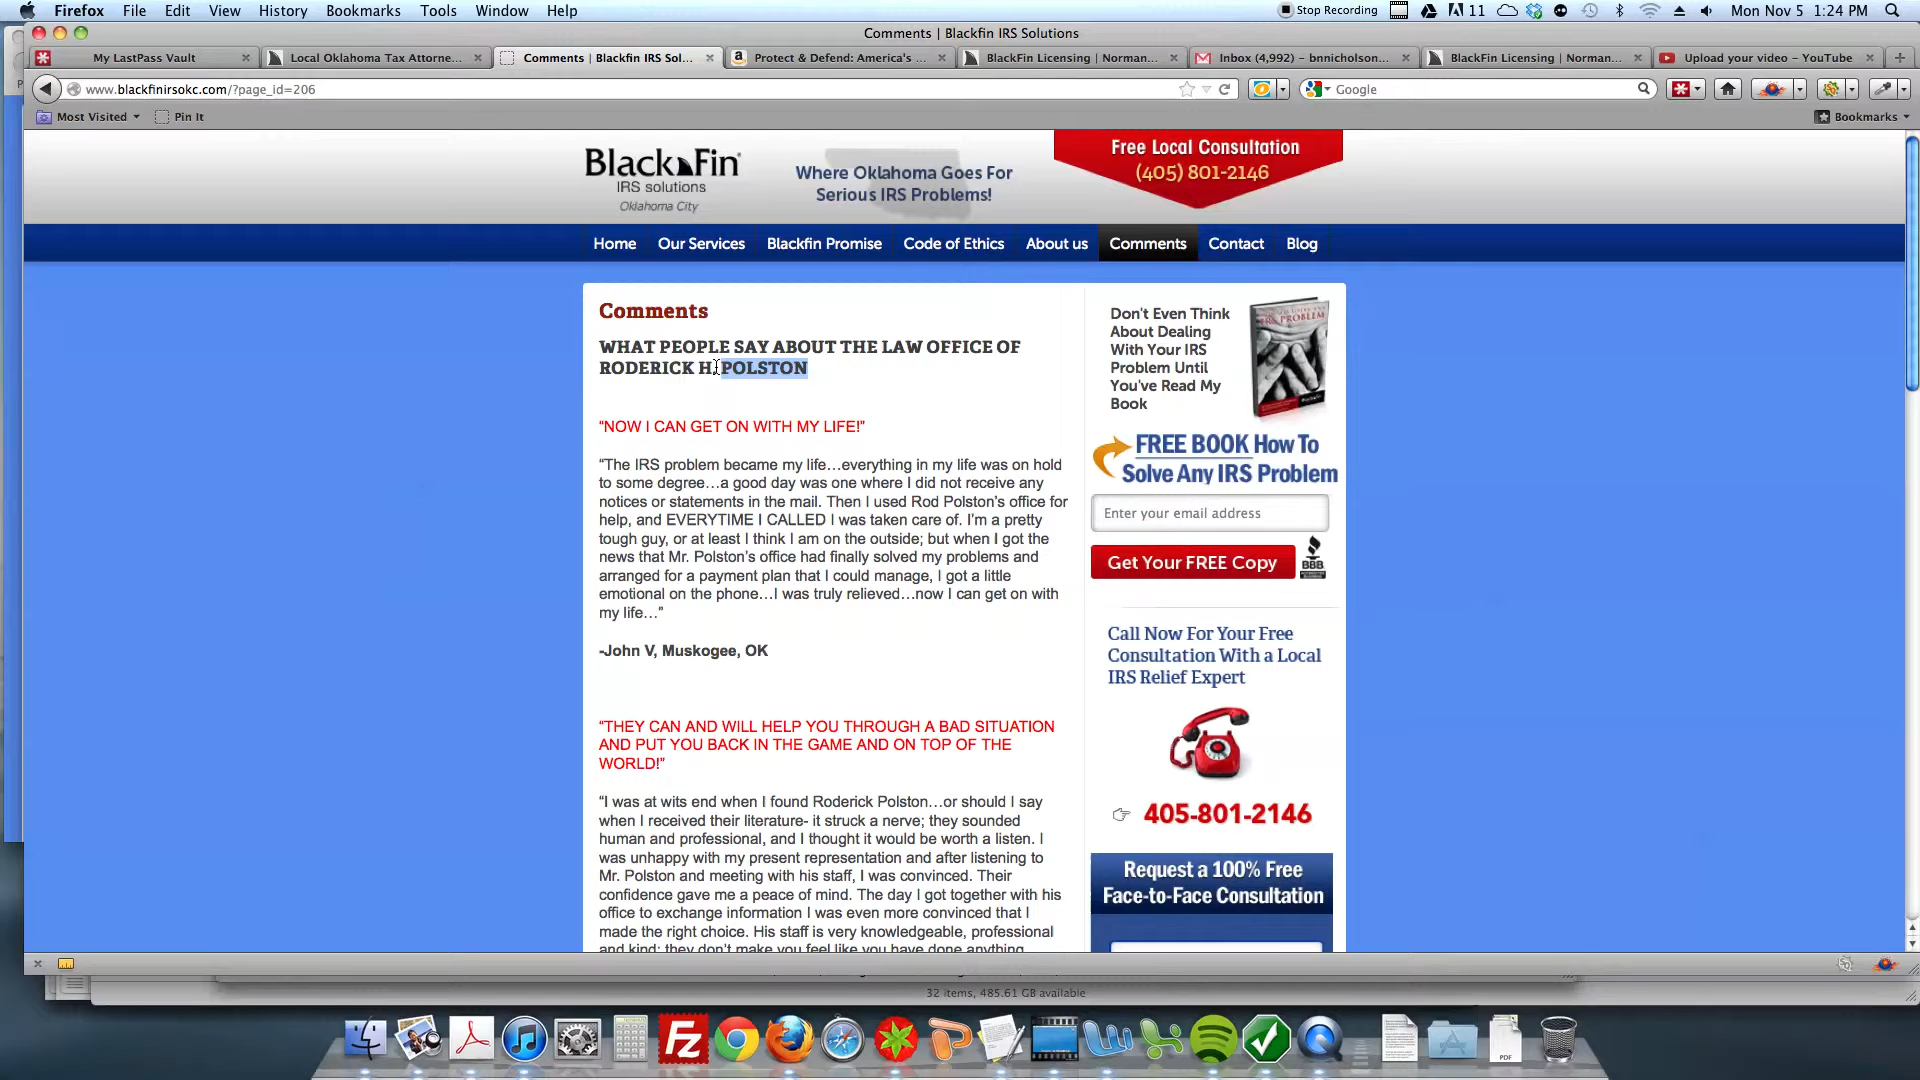 Firefox File Edit View History Bookmarks Tools Window Help
Stop Recording 11 Mon Nov 5 1:24 PM
Comments | Blackfin IRS Solutions
My LastPass Vault
Local Oklahoma Tax Attorne...
Comments | Blackfin IRS Sol...
Protect & Defend: America's ...
BlackFin Licensing | Norman...
Inbox (4,992) – bnnicholson...
BlackFin Licensing | Norman...
Upload your video – YouTube
www.blackfinirsokc.com/?page_id=206
Google
Most Visited
Pin It
Bookmarks
BlackFin
IRS solutions
Oklahoma City
Where Oklahoma Goes For
Serious IRS Problems!
Free Local Consultation
(405) 801-2146
Home Our Services Blackfin Promise Code of Ethics About us Comments Contact Blog
Comments
WHAT PEOPLE SAY ABOUT THE LAW OFFICE OF
RODERICK H. POLSTON
“NOW I CAN GET ON WITH MY LIFE!”
“The IRS problem became my life…everything in my life was on hold
to some degree…a good day was one where I did not receive any
notices or statements in the mail. Then I used Rod Polston’s office for
help, and EVERYTIME I CALLED I was taken care of. I’m a pretty
tough guy, or at least I think I am on the outside; but when I got the
news that Mr. Polston’s office had finally solved my problems and
arranged for a payment plan that I could manage, I got a little
emotional on the phone…I was truly relieved…now I can get on with
my life…”
-John V, Muskogee, OK
“THEY CAN AND WILL HELP YOU THROUGH A BAD SITUATION
AND PUT YOU BACK IN THE GAME AND ON TOP OF THE
WORLD!”
“I was at wits end when I found Roderick Polston…or should I say
when I received their literature- it struck a nerve; they sounded
human and professional, and I thought it would be worth a listen. I
was unhappy with my present representation and after listening to
Mr. Polston and meeting with his staff, I was convinced. Their
confidence gave me a peace of mind. The day I got together with his
office to exchange information I was even more convinced that I
made the right choice. His staff is very knowledgeable, professional
and kind; they don’t make you feel like you have done anything
Don't Even Think
About Dealing
With Your IRS
Problem Until
You've Read My
Book
IRS PROBLEM
FREE BOOK How To
Solve Any IRS Problem
Enter your email address
Get Your FREE Copy
BBB
Call Now For Your Free
Consultation With a Local
IRS Relief Expert
405-801-2146
Request a 100% Free
Face-to-Face Consultation
32 items, 485.61 GB available
PDF